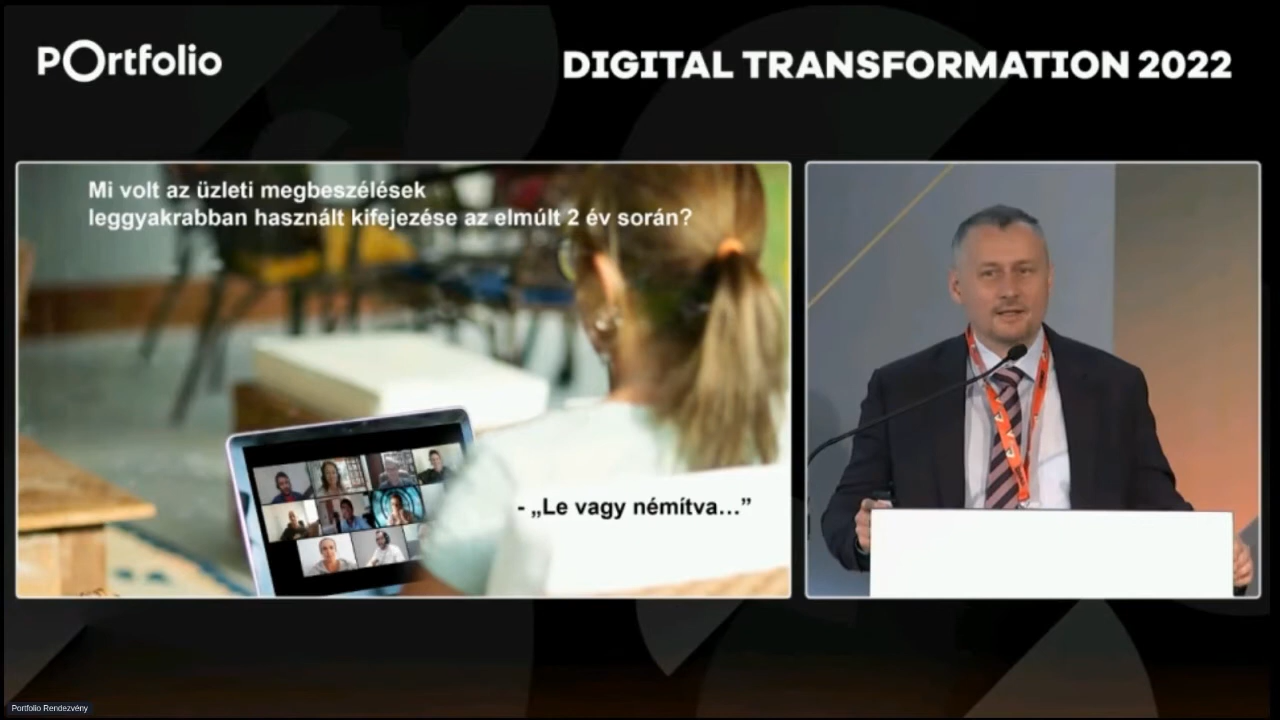 POrtfolio
DIGITAL TRANSFORMATION 2022
Mi volt az üzleti megbeszélések
leggyakrabban használt kifejezése az elmúlt 2 év során?
- „Le vagy némítva…”
Portfolio Rendezvény